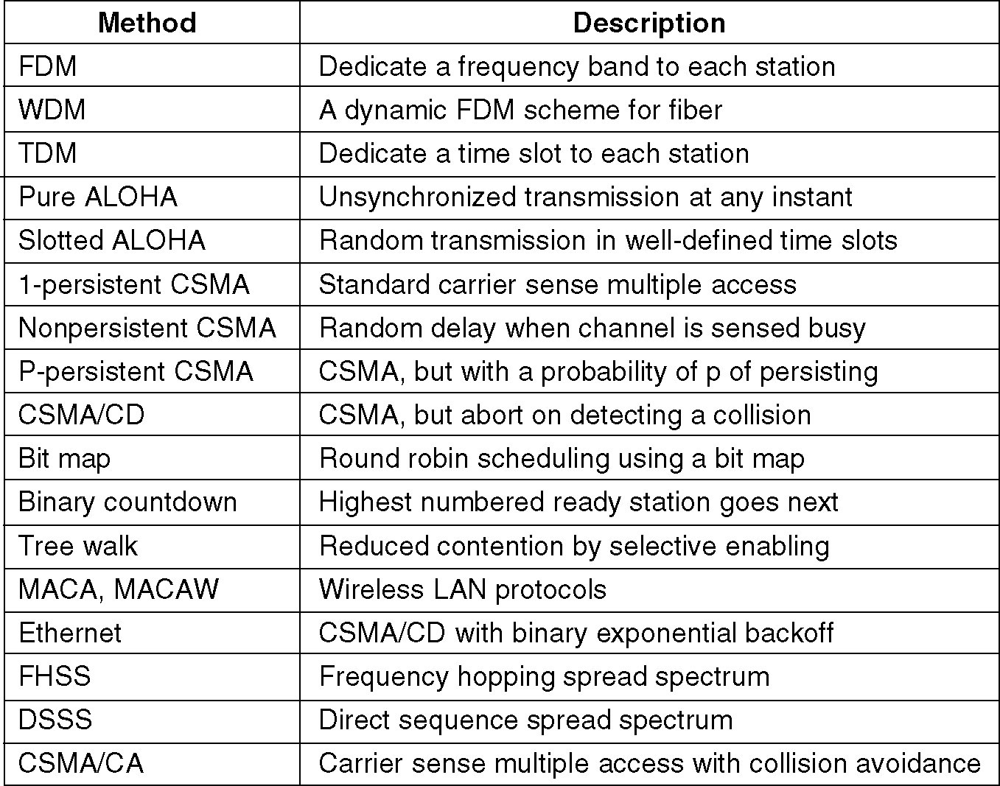 Method Description
FDM Dedicate a frequency band to each station
WDM A dynamic FDM scheme for fiber
TDM Dedicate a time slot to each station
Pure ALOHA Unsynchronized transmission at any instant
Slotted ALOHA Random transmission in well-defined time slots
1-persistent CSMA Standard carrier sense multiple access
Nonpersistent CSMA Random delay when channel is sensed busy
P-persistent CSMA CSMA, but with a probability of p of persisting
CSMA/CD CSMA, but abort on detecting a collision
Bit map Round robin scheduling using a bit map
Binary countdown Highest numbered ready station goes next
Tree walk Reduced contention by selective enabling
MACA, MACAW Wireless LAN protocols
Ethernet CSMA/CD with binary exponential backoff
FHSS Frequency hopping spread spectrum
DSSS Direct sequence spread spectrum
CSMA/CA Carrier sense multiple access with collision avoidance